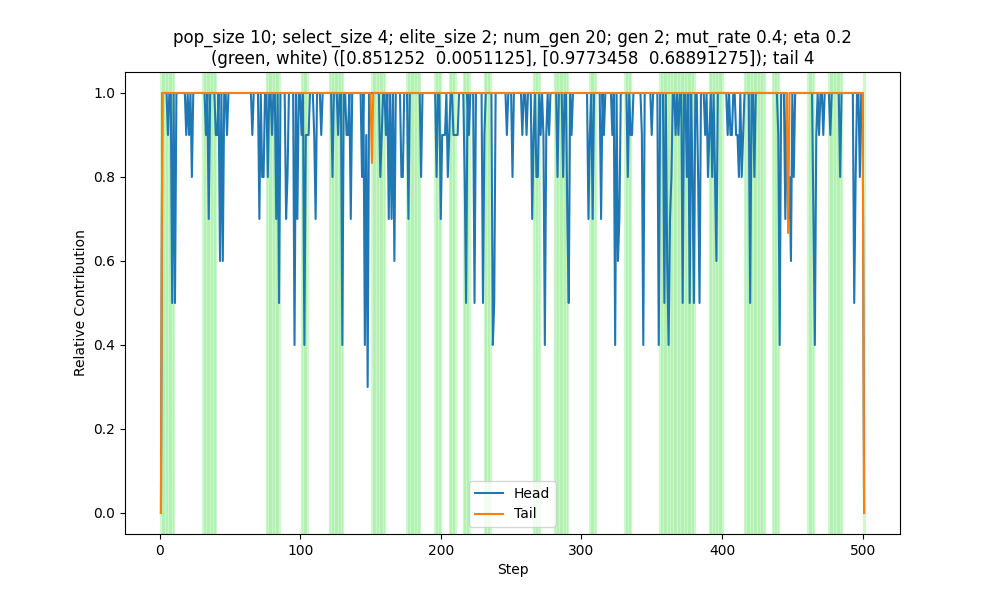 pop_size 10; select_size 4; elite_size 2; num_gen 20; gen 2; mut_rate 0.4; eta 0.2
(green, white) ([0.851252  0.0051125], [0.9773458  0.68891275]); tail 4
1.0
0.8
0.6
0.4
0.2
0.0
Relative Contribution
Head
Tail
0
100
200
300
400
500
Step